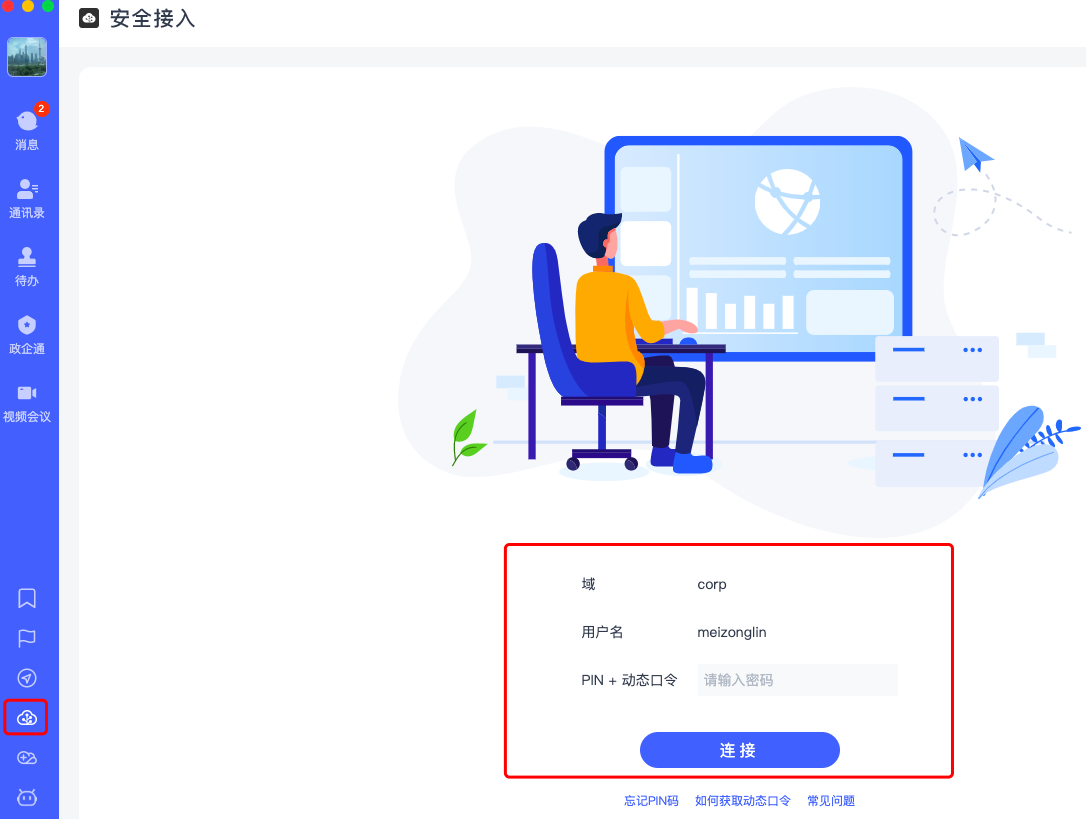 安全接入
2
消息
通讯录
待办
政企通
视频会议
域 corp
用户名 meizonglin
PIN + 动态口令 请输入密码
连接
忘记PIN码 如何获取动态口令 常见问题